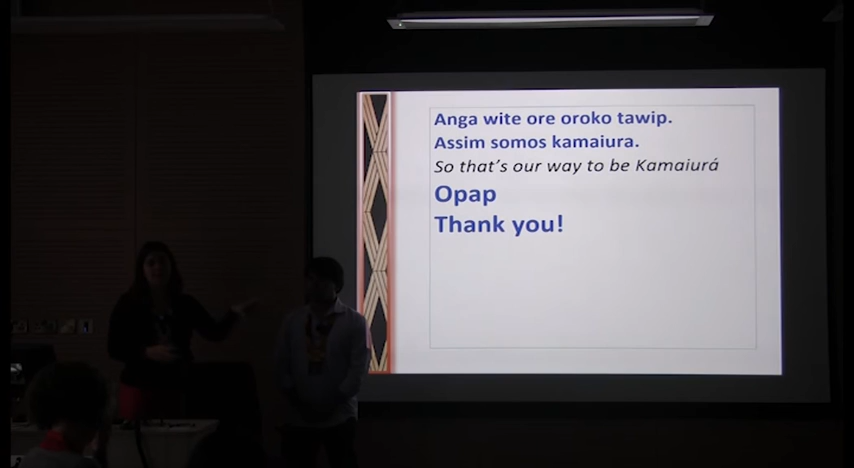 Anga wite ore oroko tawip.
Assim somos kamaiura.
So that's our way to be Kamaiurá
Opap
Thank you!